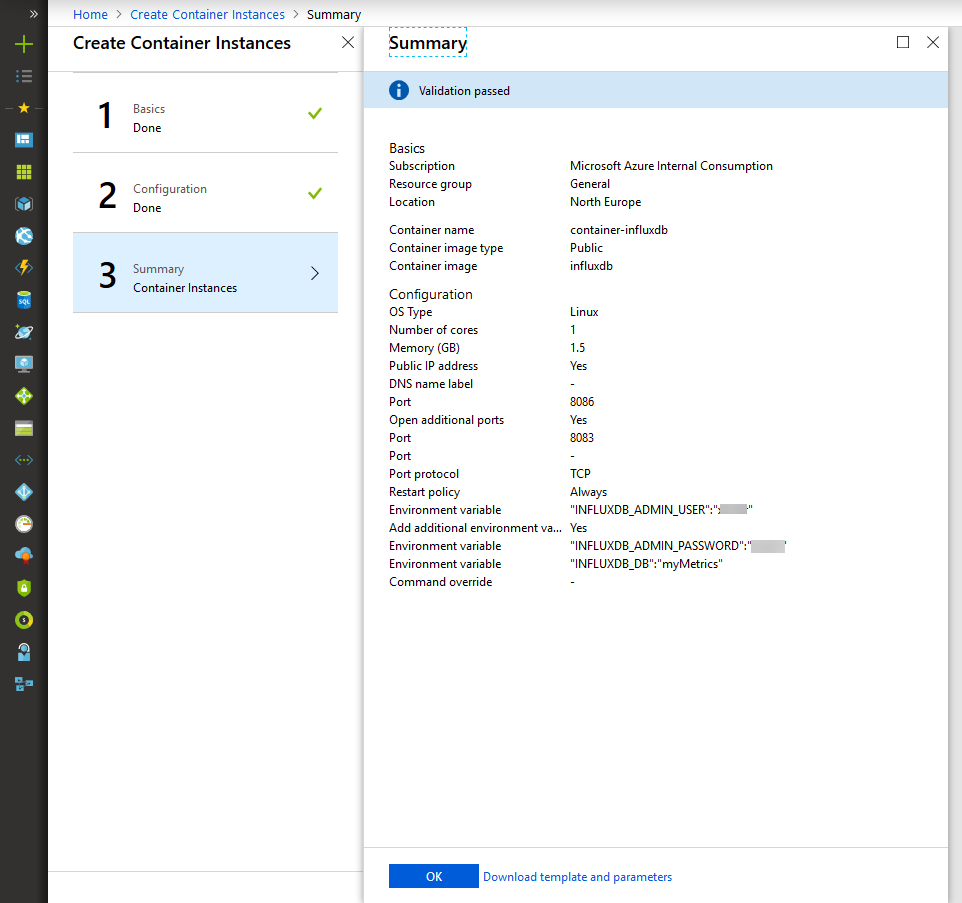 Home > Create Container Instances > Summary
Create Container Instances
1
Basics
Done
2
Configuration
Done
3
Summary
Container Instances
Summary
Validation passed
Basics
Subscription Microsoft Azure Internal Consumption
Resource group General
Location North Europe
Container name container-influxdb
Container image type Public
Container image influxdb
Configuration
OS Type Linux
Number of cores 1
Memory (GB) 1.5
Public IP address Yes
DNS name label -
Port 8086
Open additional ports Yes
Port 8083
Port -
Port protocol TCP
Restart policy Always
Environment variable "INFLUXDB_ADMIN_USER":" "
Add additional environment va... Yes
Environment variable "INFLUXDB_ADMIN_PASSWORD":" "
Environment variable "INFLUXDB_DB":"myMetrics"
Command override -
OK Download template and parameters